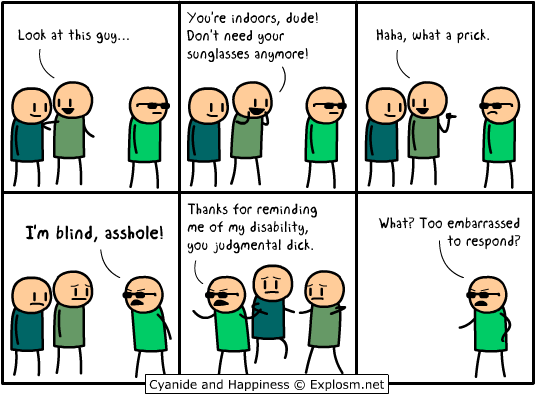 Look at this guy...
You're indoors, dude!
Don't need your
sunglasses anymore!
Haha, what a prick.
I'm blind, asshole!
Thanks for reminding
me of my disability,
you judgmental dick.
What? Too embarrassed
to respond?
Cyanide and Happiness © Explosm.net